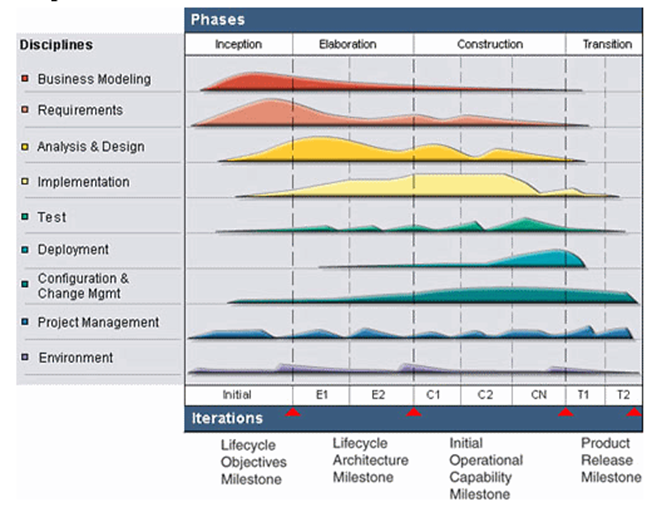 Phases
Disciplines
Inception Elaboration Construction Transition
Business Modeling
Requirements
Analysis & Design
Implementation
Test
Deployment
Configuration &
Change Mgmt
Project Management
Environment
Initial E1 E2 C1 C2 CN T1 T2
Iterations
Lifecycle
Objectives
Milestone
Lifecycle
Architecture
Milestone
Initial
Operational
Capability
Milestone
Product
Release
Milestone